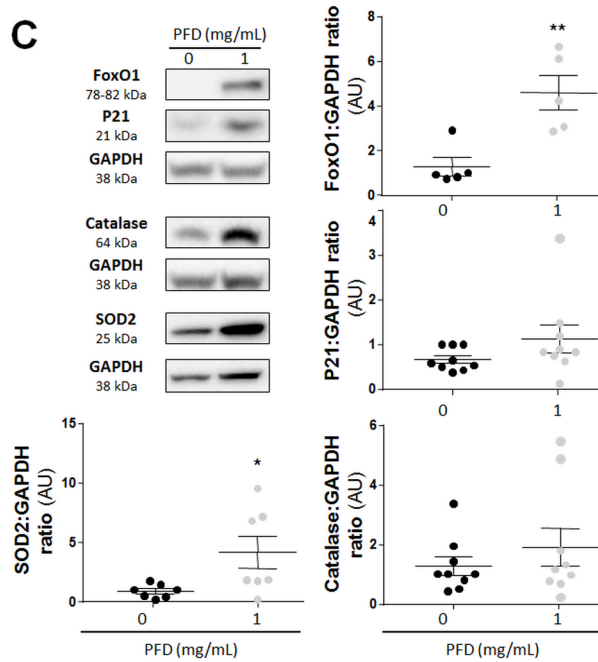 C
PFD (mg/mL)
0 1
FoxO1
78-82 kDa
P21
21 kDa
GAPDH
38 kDa
Catalase
64 kDa
GAPDH
38 kDa
SOD2
25 kDa
GAPDH
38 kDa
FoxO1:GAPDH ratio
(AU)
8
6
4
2
0
**
0 1
P21:GAPDH ratio
(AU)
4
3
2
1
0
0 1
SOD2:GAPDH
ratio (AU)
15
10
5
0
*
0 1
PFD (mg/mL)
Catalase:GAPDH
ratio (AU)
6
4
2
0
0 1
PFD (mg/mL)